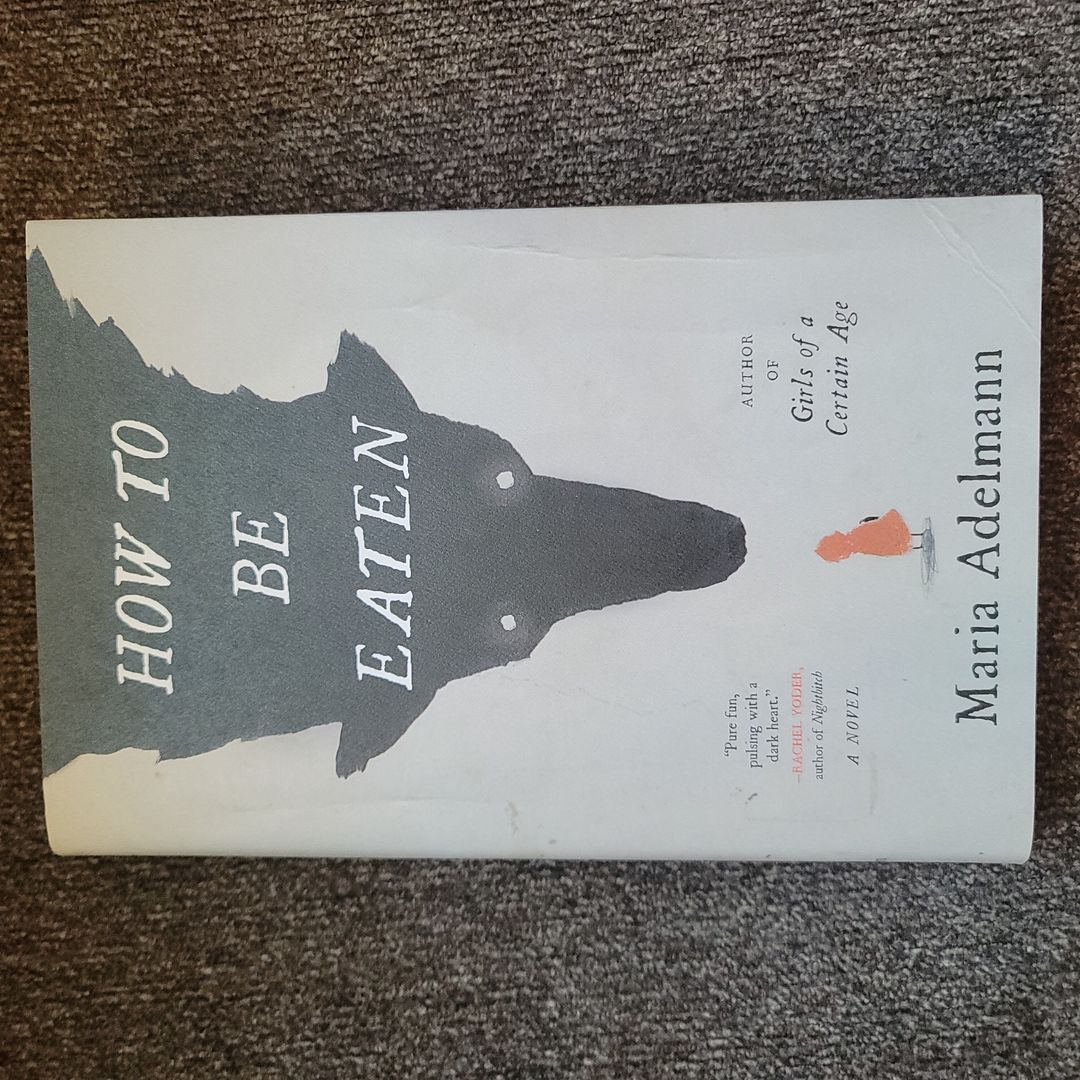 HOW TO
BE
EATEN
"Pure fun,
pulsing with a
dark heart."
—RACHEL YODER,
author of Nightbitch
A NOVEL
AUTHOR
OF
Girls of a
Certain Age
Maria Adelmann